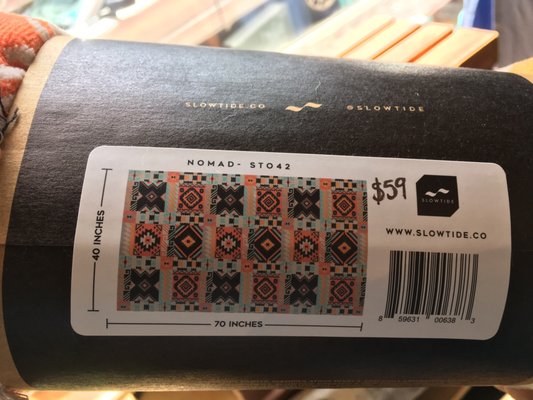 SLOWTIDE.CO @SLOWTIDE
NOMAD- ST042
$59
SLOWTIDE
40 INCHES
WWW.SLOWTIDE.CO
70 INCHES
8 59631 00638 3